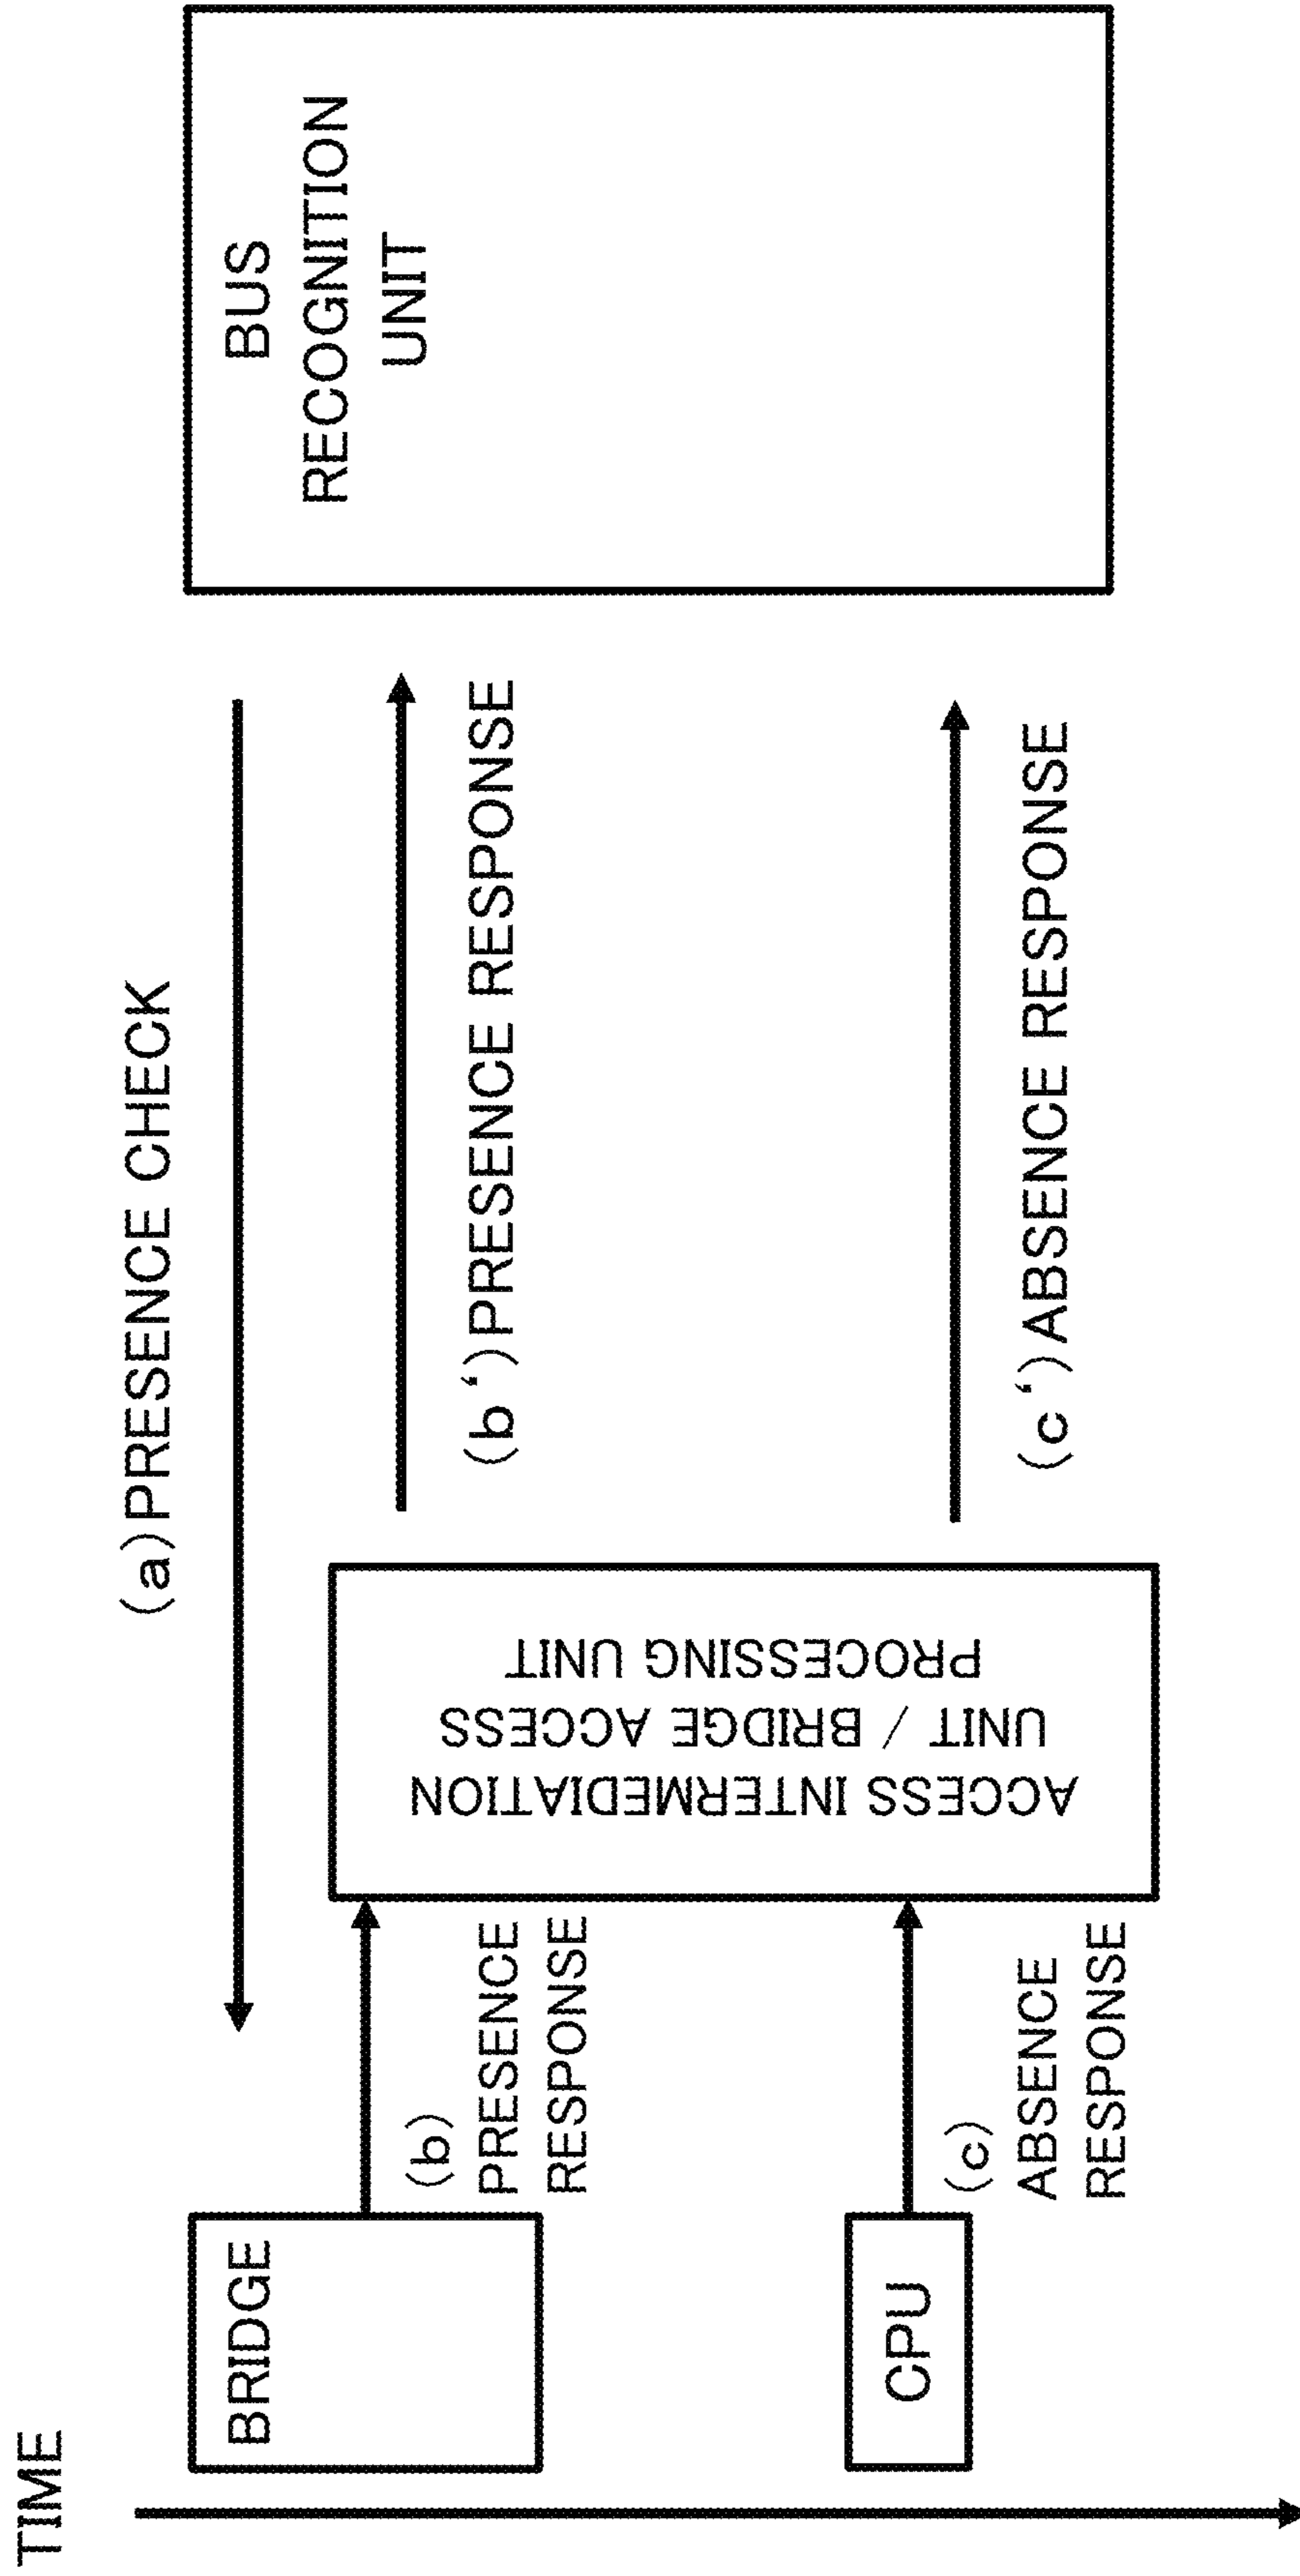 TIME
(a)PRESENCE CHECK
BRIDGE
BUS
RECOGNITION
UNIT
(b)
PRESENCE
RESPONSE
ACCESS INTERMEDIATION
UNIT / BRIDGE ACCESS
PROCESSING UNIT
(b‘)PRESENCE RESPONSE
CPU
(c)
ABSENCE
RESPONSE
(c‘)ABSENCE RESPONSE